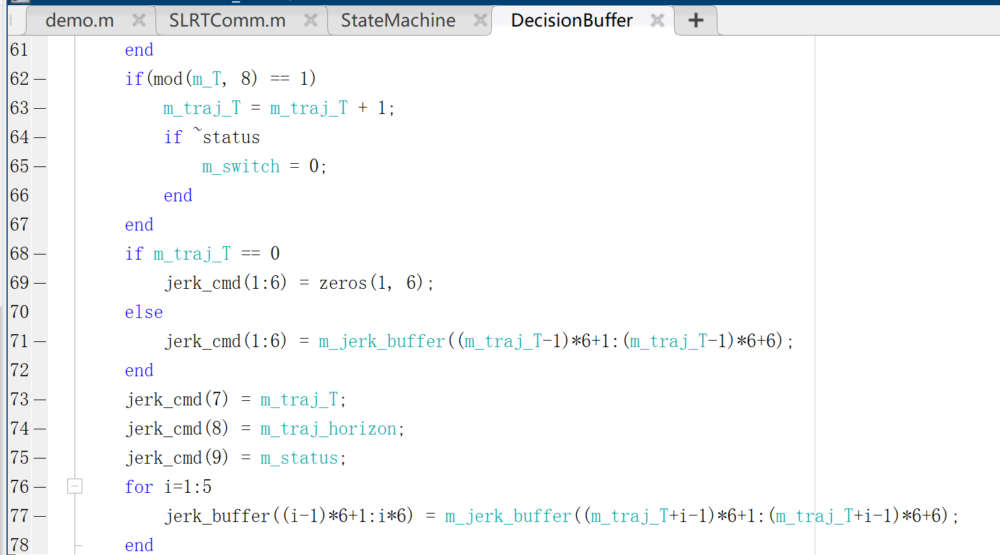 demo.m SLRTComm.m StateMachine DecisionBuffer +
61 end
62 if(mod(m_T, 8) == 1)
63 m_traj_T = m_traj_T + 1;
64 if ~status
65 m_switch = 0;
66 end
67 end
68 if m_traj_T == 0
69 jerk_cmd(1:6) = zeros(1, 6);
70 else
71 jerk_cmd(1:6) = m_jerk_buffer((m_traj_T-1)*6+1:(m_traj_T-1)*6+6);
72 end
73 jerk_cmd(7) = m_traj_T;
74 jerk_cmd(8) = m_traj_horizon;
75 jerk_cmd(9) = m_status;
76 for i=1:5
77 jerk_buffer((i-1)*6+1:i*6) = m_jerk_buffer((m_traj_T+i-1)*6+1:(m_traj_T+i-1)*6+6);
78 end